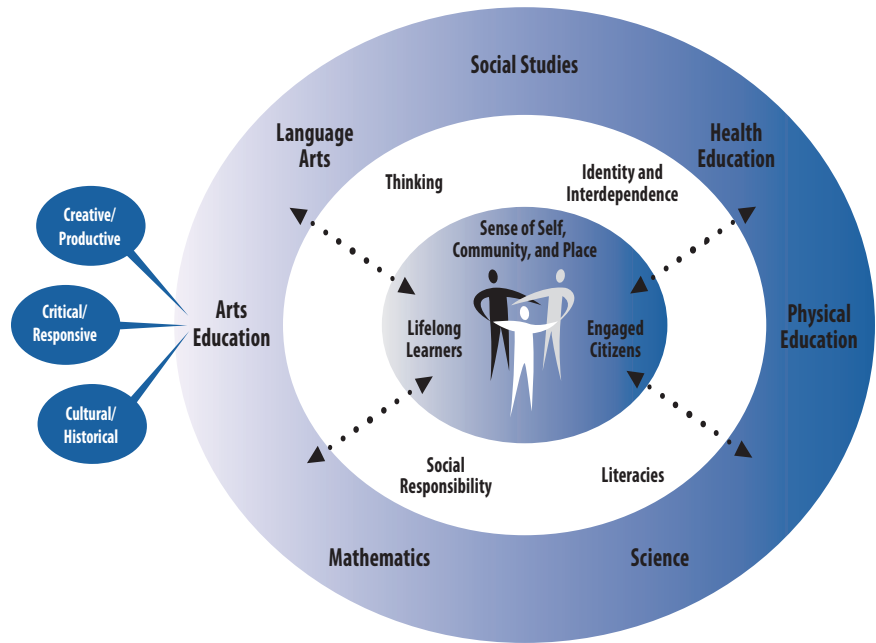 Social Studies
Language
Arts
Health
Education
Thinking
Identity and
Interdependence
Creative/
Productive
Sense of Self,
Community, and Place
Critical/
Responsive
Arts
Education
Lifelong
Learners
Engaged
Citizens
Physical
Education
Cultural/
Historical
Social
Responsibility
Literacies
Mathematics
Science